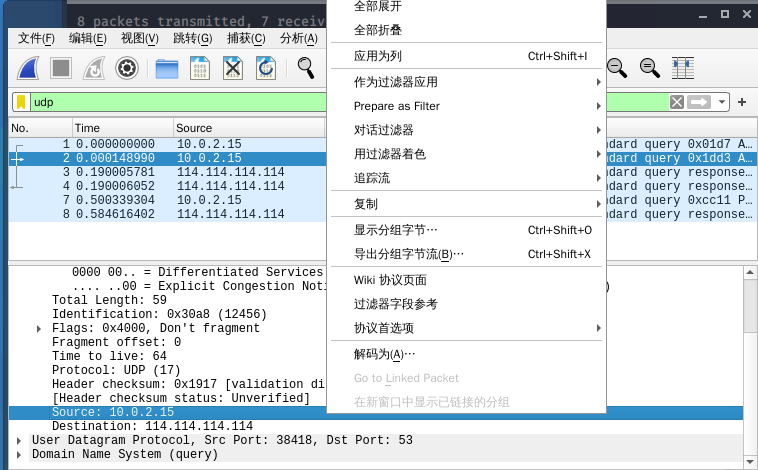 8 packets transmitted, 7 receiv
文件(F) 编辑(E) 视图(V) 跳转(G) 捕获(C) 分析(A)
udp
No. Time Source
1 0.000000000 10.0.2.15 ndard query 0x01d7 A…
2 0.000148990 10.0.2.15 ndard query 0x1dd3 A…
3 0.190005781 114.114.114.114 ndard query response…
4 0.190006052 114.114.114.114 ndard query response…
7 0.500339304 10.0.2.15 ndard query 0xcc11 P…
8 0.584616402 114.114.114.114 ndard query response…
全部展开
全部折叠
应用为列 Ctrl+Shift+I
作为过滤器应用
Prepare as Filter
对话过滤器
用过滤器着色
追踪流
复制
显示分组字节… Ctrl+Shift+O
导出分组字节流(B)… Ctrl+Shift+X
Wiki 协议页面
过滤器字段参考
协议首选项
解码为(A)…
Go to Linked Packet
在新窗口中显示已链接的分组
0000 00.. = Differentiated Services
.... ..00 = Explicit Congestion Noti )
Total Length: 59
Identification: 0x30a8 (12456)
Flags: 0x4000, Don't fragment
Fragment offset: 0
Time to live: 64
Protocol: UDP (17)
Header checksum: 0x1917 [validation di
[Header checksum status: Unverified]
Source: 10.0.2.15
Destination: 114.114.114.114
User Datagram Protocol, Src Port: 38418, Dst Port: 53
Domain Name System (query)